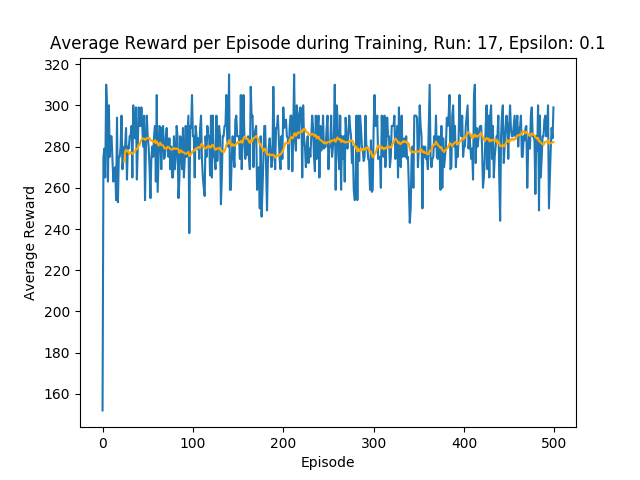 Average Reward per Episode during Training, Run: 17, Epsilon: 0.1
320
300
280
260
240
220
200
180
160
Average Reward
0 100 200 300 400 500
Episode